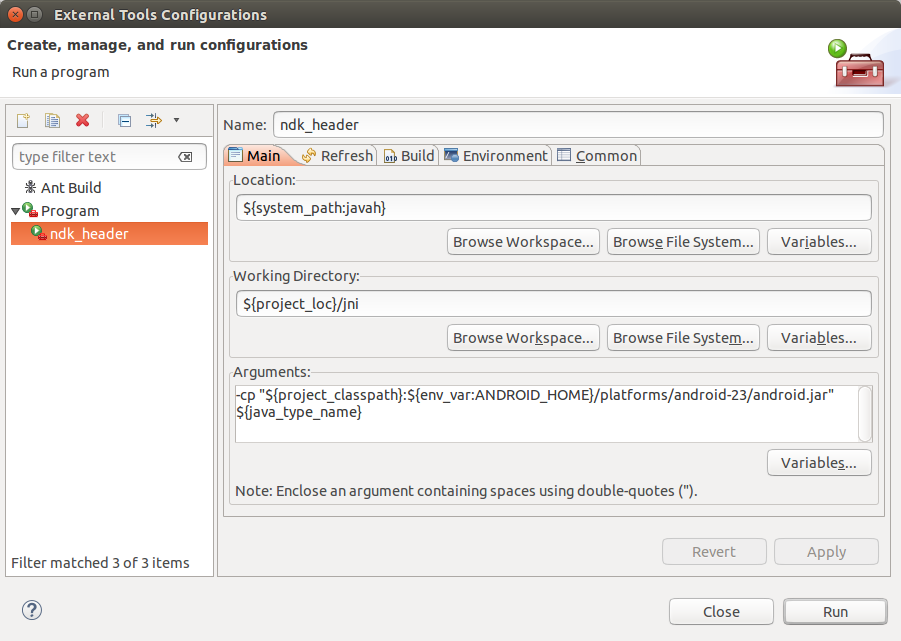 External Tools Configurations
Create, manage, and run configurations
Run a program
type filter text
Ant Build
Program
ndk_header
Filter matched 3 of 3 items
Name: ndk_header
Main Refresh Build Environment Common
Location:
${system_path:javah}
Browse Workspace... Browse File System... Variables...
Working Directory:
${project_loc}/jni
Browse Workspace... Browse File System... Variables...
Arguments:
-cp "${project_classpath}:${env_var:ANDROID_HOME}/platforms/android-23/android.jar"
${java_type_name}
Variables...
Note: Enclose an argument containing spaces using double-quotes (").
Revert Apply
? Close Run